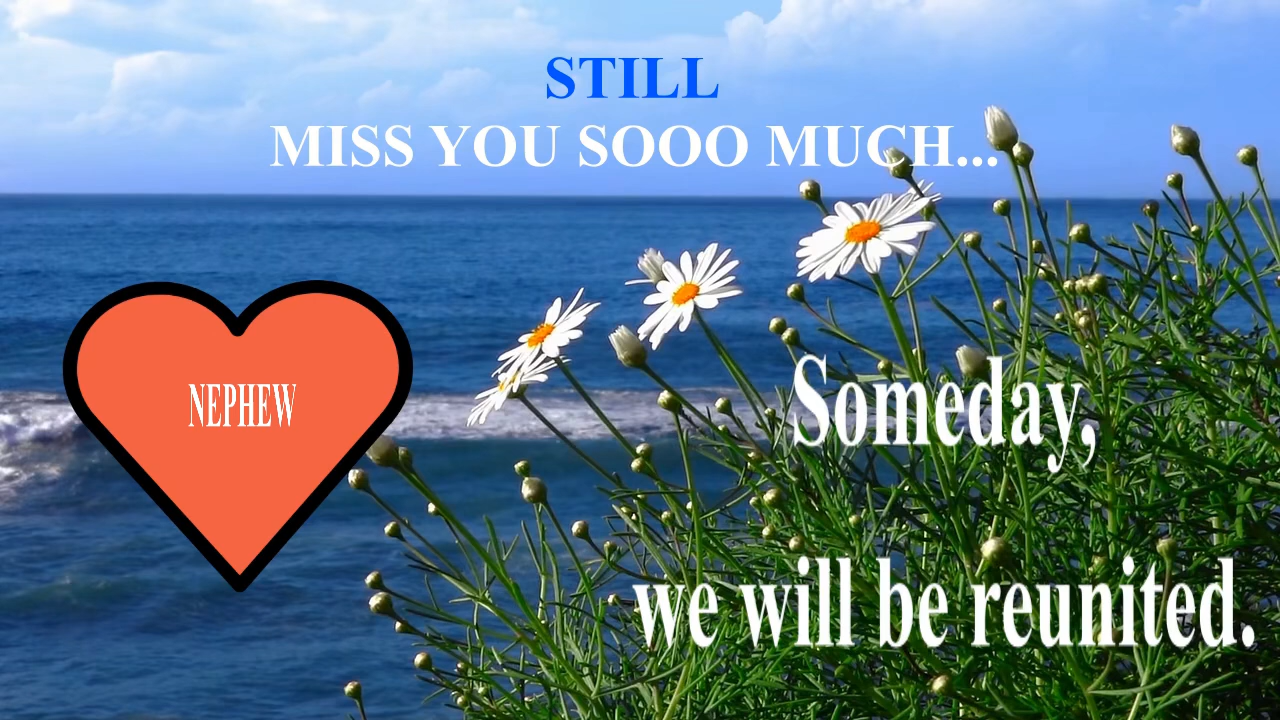 STILL
MISS YOU SOOO MUCH...
NEPHEW
Someday,
we will be reunited.